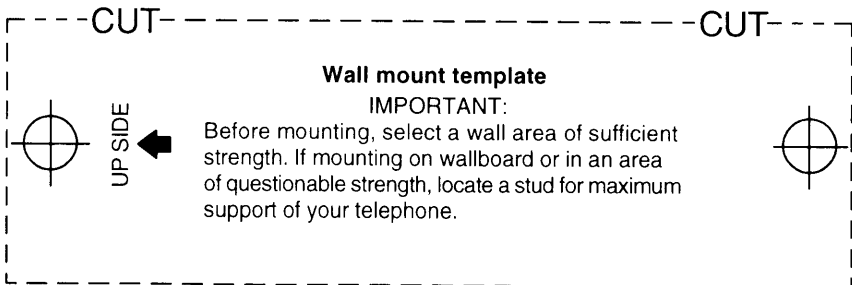 CUT CUT
Wall mount template
IMPORTANT:
UP SIDE
Before mounting, select a wall area of sufficient
strength. If mounting on wallboard or in an area
of questionable strength, locate a stud for maximum
support of your telephone.